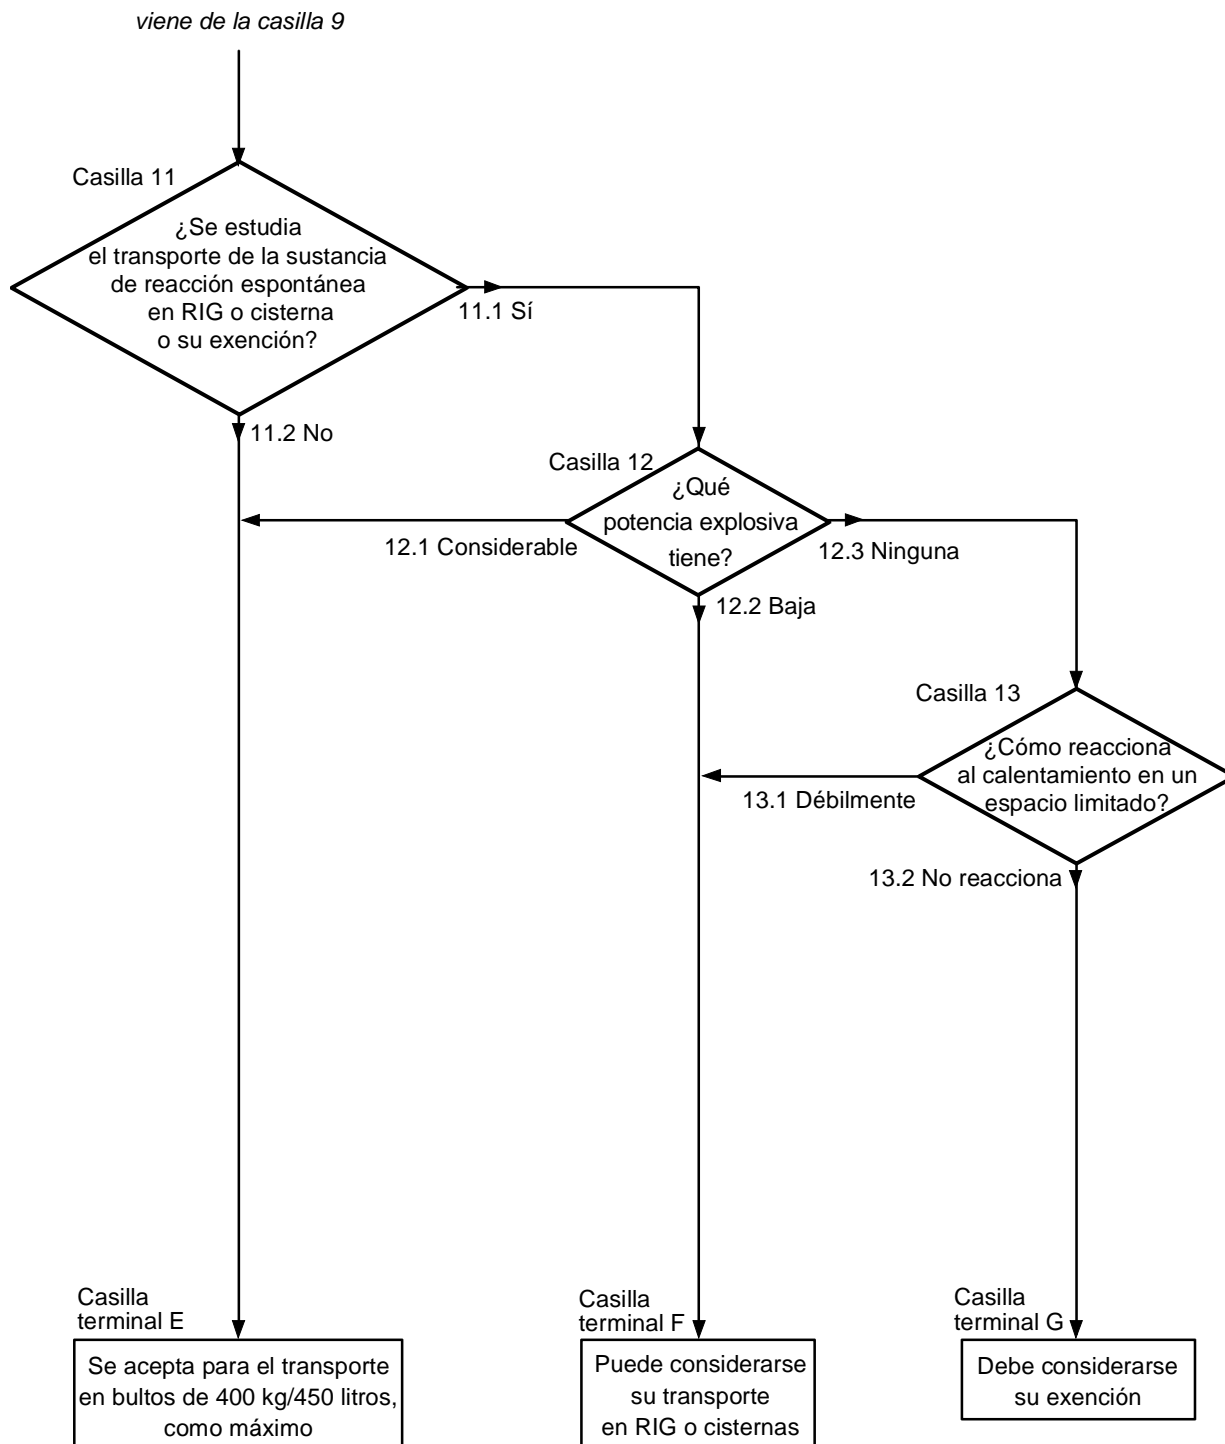 viene de la casilla 9
Casilla 11
¿Se estudia
el transporte de la sustancia
de reacción espontánea
en RIG o cisterna
o su exención?
11.1 Sí
11.2 No
Casilla 12
¿Qué
potencia explosiva
tiene?
12.1 Considerable
12.3 Ninguna
12.2 Baja
Casilla 13
¿Cómo reacciona
al calentamiento en un
espacio limitado?
13.1 Débilmente
13.2 No reacciona
Casilla
terminal E
Se acepta para el transporte
en bultos de 400 kg/450 litros,
como máximo
Casilla
terminal F
Puede considerarse
su transporte
en RIG o cisternas
Casilla
terminal G
Debe considerarse
su exención